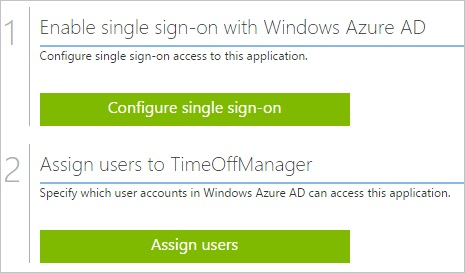 1
Enable single sign-on with Windows Azure AD
Configure single sign-on access to this application.
Configure single sign-on
2
Assign users to TimeOffManager
Specify which user accounts in Windows Azure AD can access this application.
Assign users